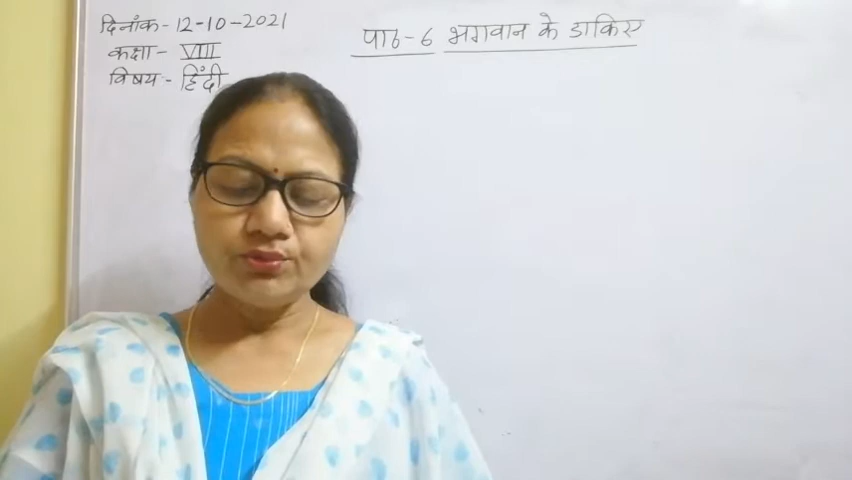 दिनांक-12-10-2021
पाठ-6 भगवान के डाकिए
कक्षा- VIII
विषय- हिंदी